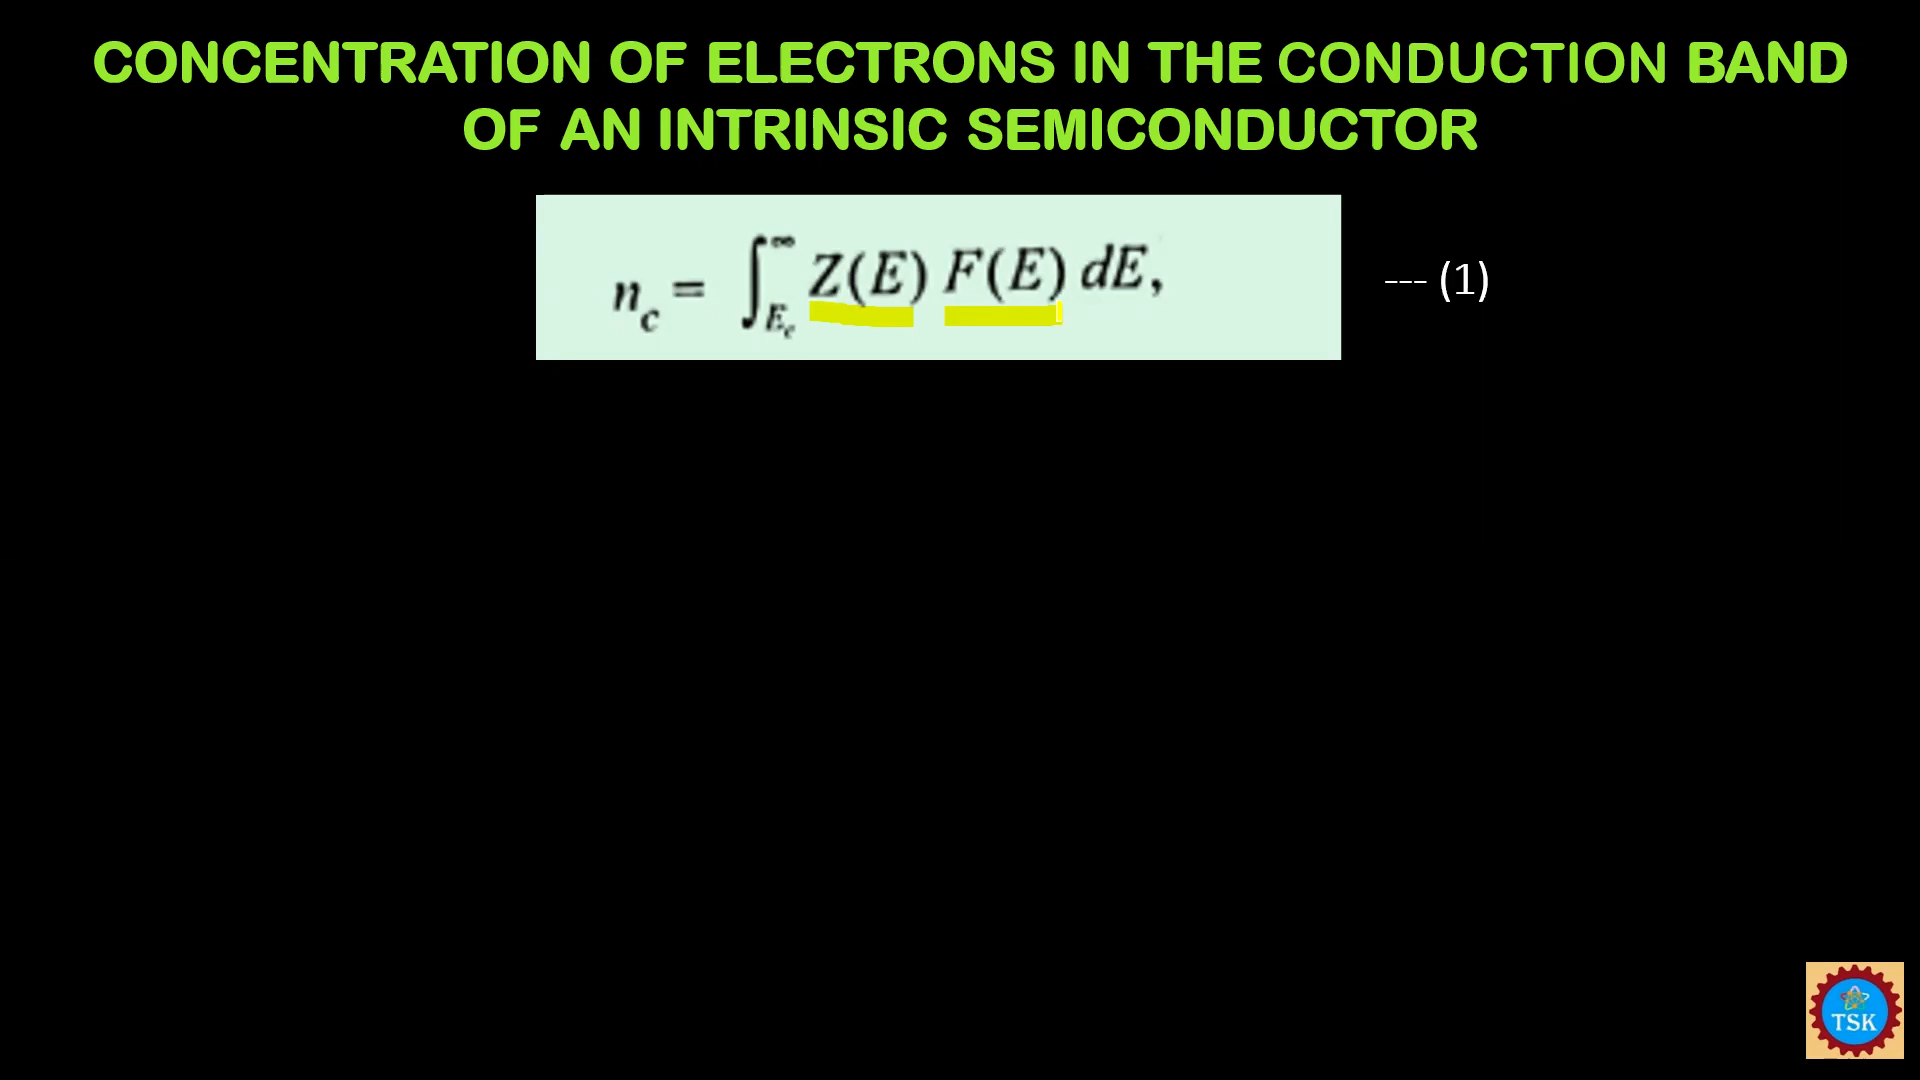 CONCENTRATION OF ELECTRONS IN THE CONDUCTION BAND
OF AN INTRINSIC SEMICONDUCTOR
n_c = ∫_{E_c}^{∞} Z(E) F(E) dE, --- (1)
TSK